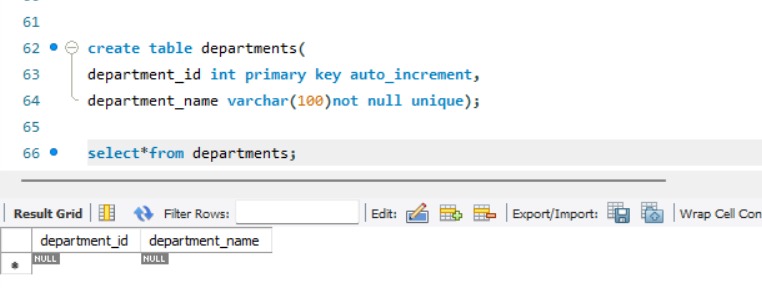 61
62 create table departments(
63 department_id int primary key auto_increment,
64 department_name varchar(100)not null unique);
65
66 select*from departments;
Result Grid Filter Rows: Edit: Export/Import: Wrap Cell Con
department_id department_name
* NULL NULL